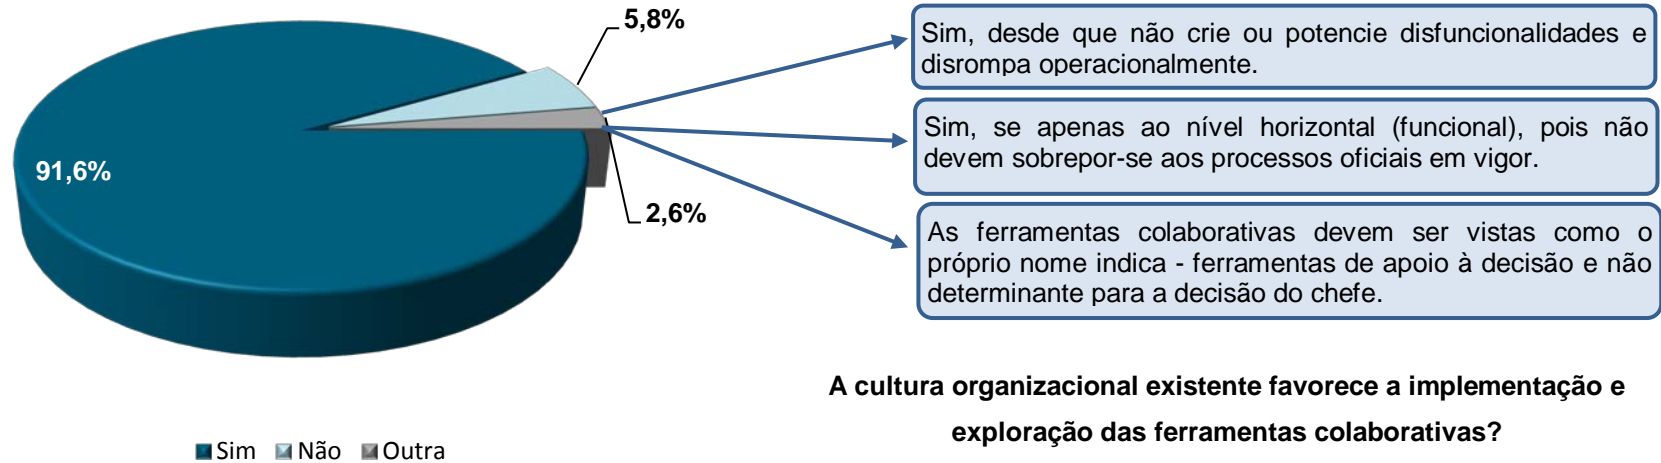 5,8%
91,6%
2,6%
Sim, desde que não crie ou potencie disfuncionalidades e
disrompa operacionalmente.
Sim, se apenas ao nível horizontal (funcional), pois não
devem sobrepor-se aos processos oficiais em vigor.
As ferramentas colaborativas devem ser vistas como o
próprio nome indica - ferramentas de apoio à decisão e não
determinante para a decisão do chefe.
A cultura organizacional existente favorece a implementação e
exploração das ferramentas colaborativas?
Sim Não Outra